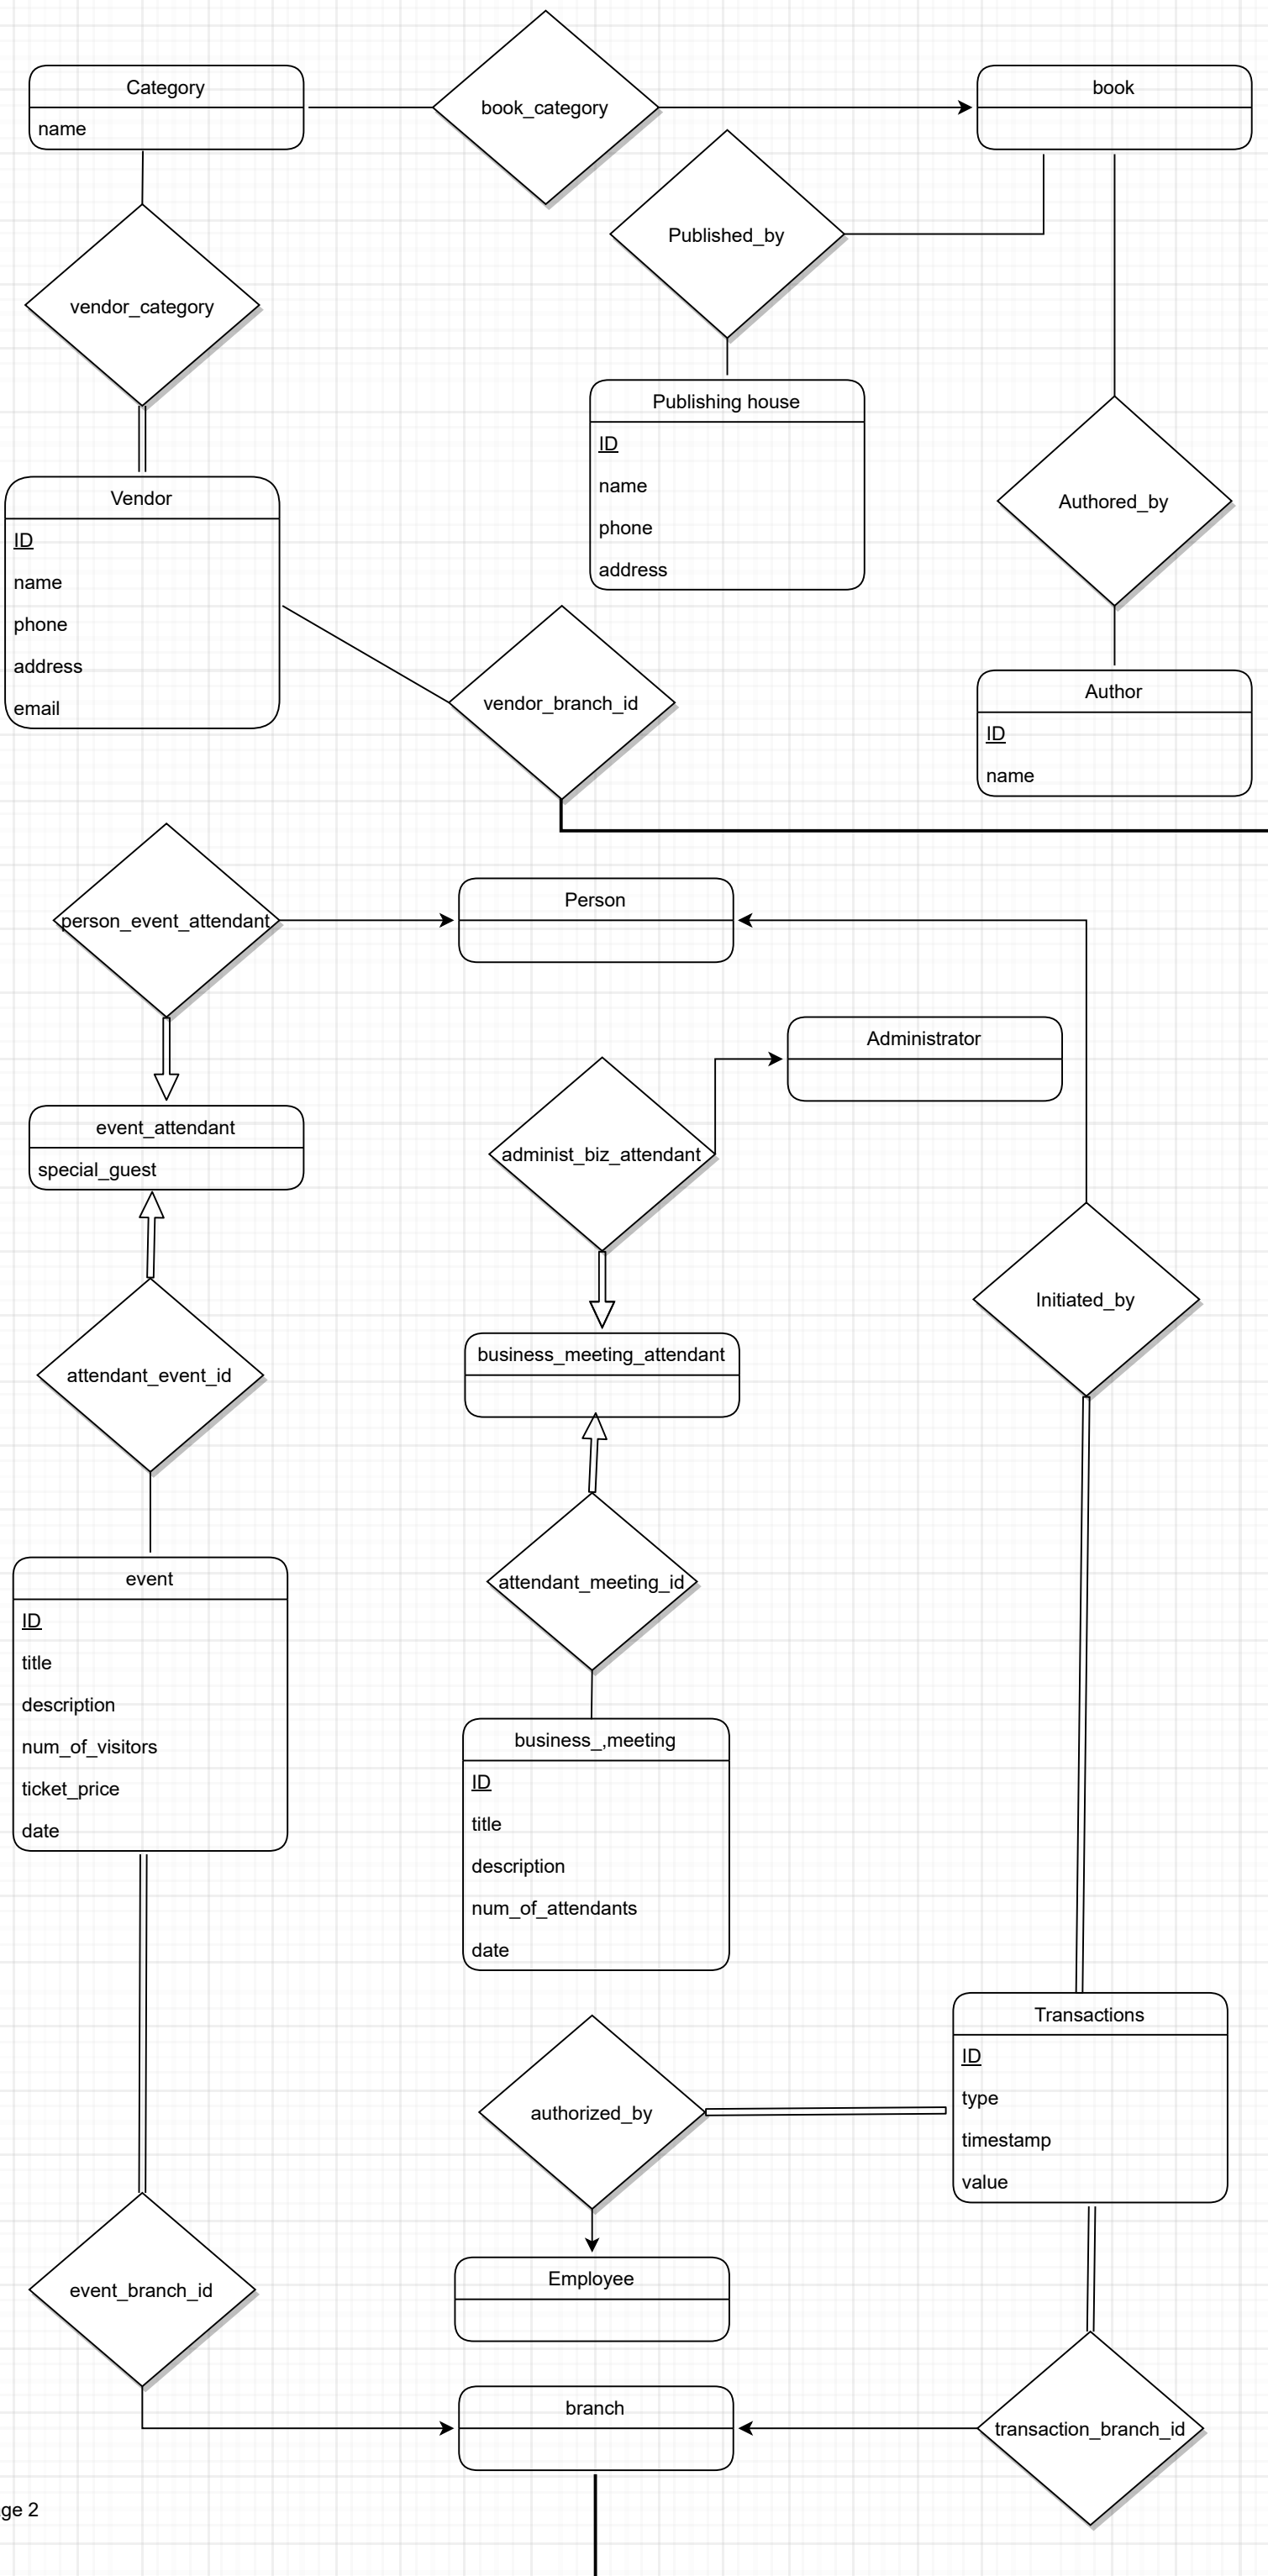 Category
name
book_category
book
Published_by
vendor_category
Publishing house
ID
name
phone
address
Authored_by
Vendor
ID
name
phone
address
email
vendor_branch_id
Author
ID
name
person_event_attendant
Person
Administrator
event_attendant
special_guest
administ_biz_attendant
Initiated_by
business_meeting_attendant
attendant_event_id
event
ID
title
description
num_of_visitors
ticket_price
date
attendant_meeting_id
business_,meeting
ID
title
description
num_of_attendants
date
Transactions
ID
type
timestamp
value
authorized_by
event_branch_id
Employee
branch
transaction_branch_id
ge 2